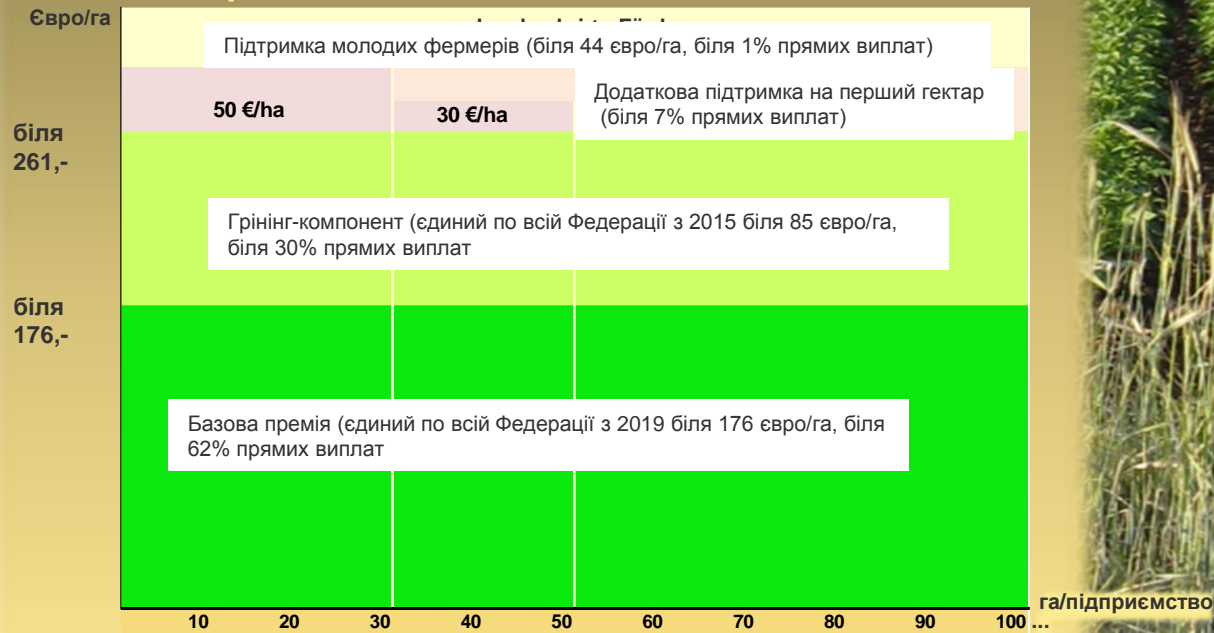 Євро/га
Підтримка молодих фермерів (біля 44 євро/га, біля 1% прямих виплат)
50 €/ha
30 €/ha
Додаткова підтримка на перший гектар
(біля 7% прямих виплат)
біля
261,-
Грінінг-компонент (єдиний по всій Федерації з 2015 біля 85 євро/га,
біля 30% прямих виплат
біля
176,-
Базова премія (єдиний по всій Федерації з 2019 біля 176 євро/га, біля
62% прямих виплат
га/підприємство
10 20 30 40 50 60 70 80 90 100 ...